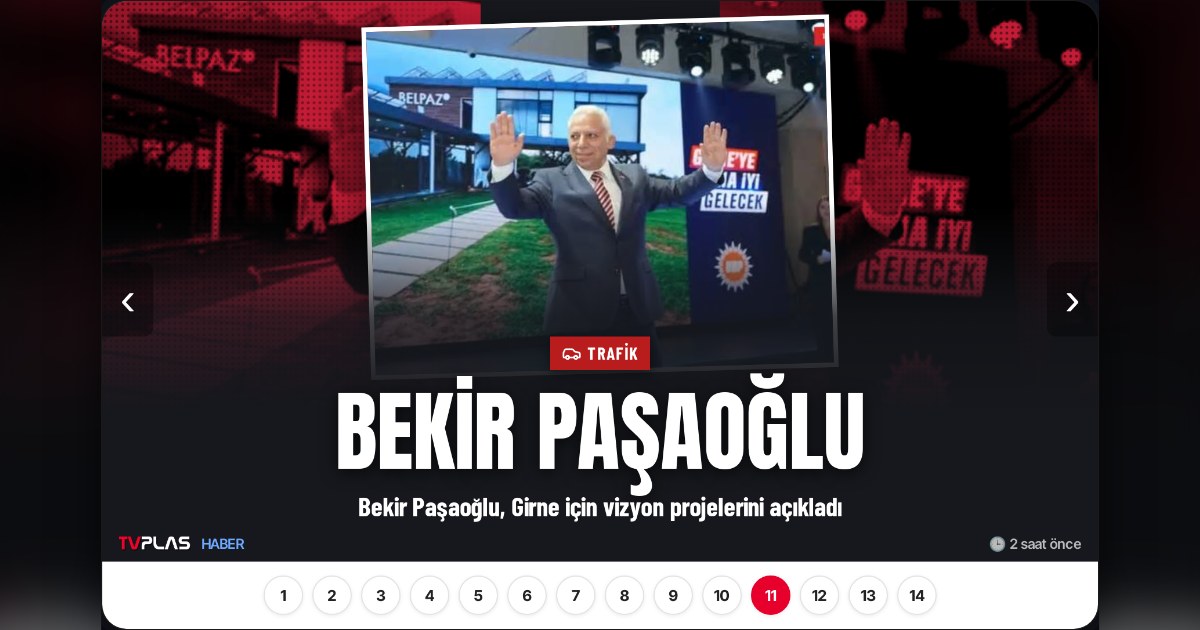 BELPAZ
BELPAZ
GELECEK
GELECEK
‹
›
TRAFİK
BEKİR PAŞAOĞLU
Bekir Paşaoğlu, Girne için vizyon projelerini açıkladı
TVPLAS HABER
2 saat önce
1 2 3 4 5 6 7 8 9 10 11 12 13 14